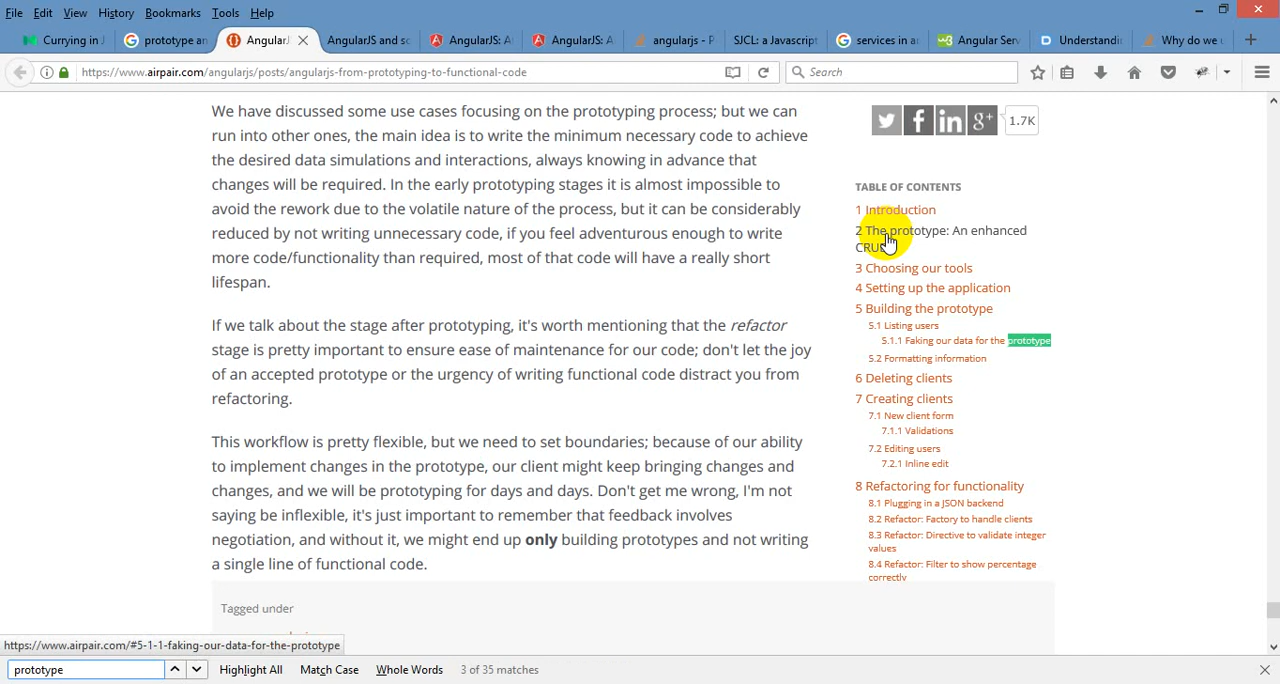 File Edit View History Bookmarks Tools Help
Currying in J prototype an AngularJ AngularJS and sc AngularJS: A AngularJS: A angularjs - P SJCL: a Javascript services in a Angular Serv Understandin Why do we u
https://www.airpair.com/angularjs/posts/angularjs-from-prototyping-to-functional-code Search
We have discussed some use cases focusing on the prototyping process; but we can
run into other ones, the main idea is to write the minimum necessary code to achieve
the desired data simulations and interactions, always knowing in advance that
changes will be required. In the early prototyping stages it is almost impossible to
avoid the rework due to the volatile nature of the process, but it can be considerably
reduced by not writing unnecessary code, if you feel adventurous enough to write
more code/functionality than required, most of that code will have a really short
lifespan.
If we talk about the stage after prototyping, it's worth mentioning that the refactor
stage is pretty important to ensure ease of maintenance for our code; don't let the joy
of an accepted prototype or the urgency of writing functional code distract you from
refactoring.
This workflow is pretty flexible, but we need to set boundaries; because of our ability
to implement changes in the prototype, our client might keep bringing changes and
changes, and we will be prototyping for days and days. Don't get me wrong, I'm not
saying be inflexible, it's just important to remember that feedback involves
negotiation, and without it, we might end up only building prototypes and not writing
a single line of functional code.
Tagged under
1.7K
TABLE OF CONTENTS
1 Introduction
2 The prototype: An enhanced
CRUD
3 Choosing our tools
4 Setting up the application
5 Building the prototype
5.1 Listing users
5.1.1 Faking our data for the prototype
5.2 Formatting information
6 Deleting clients
7 Creating clients
7.1 New client form
7.1.1 Validations
7.2 Editing users
7.2.1 Inline edit
8 Refactoring for functionality
8.1 Plugging in a JSON backend
8.2 Refactor: Factory to handle clients
8.3 Refactor: Directive to validate integer
values
8.4 Refactor: Filter to show percentage
correctly
https://www.airpair.com/#5-1-1-faking-our-data-for-the-prototype
prototype Highlight All Match Case Whole Words 3 of 35 matches